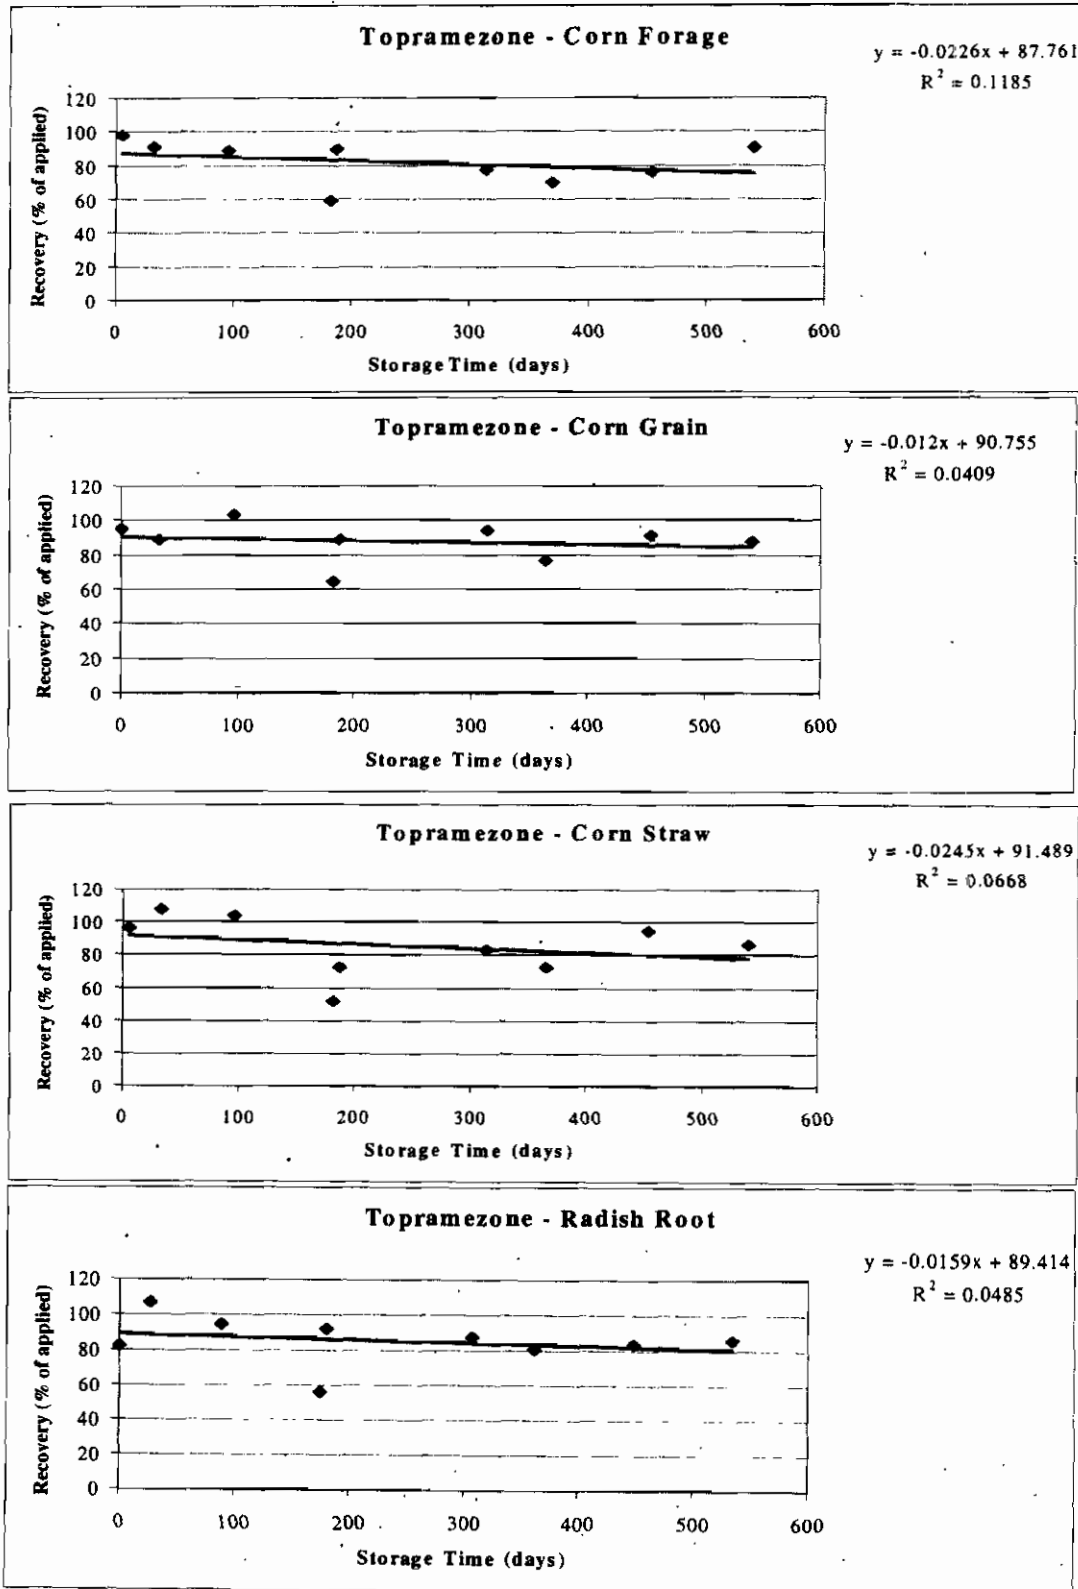 Topramezone - Corn Forage
y = -0.0226x + 87.761
R² = 0.1185
Recovery (% of applied)
120
100
80
60
40
20
0
0 100 200 300 400 500 600
Storage Time (days)
Topramezone - Corn Grain
y = -0.012x + 90.755
R² = 0.0409
Recovery (% of applied)
120
100
80
60
40
20
0
0 100 200 300 400 500 600
Storage Time (days)
Topramezone - Corn Straw
y = -0.0245x + 91.489
R² = 0.0668
Recovery (% of applied)
120
100
80
60
40
20
0
0 100 200 300 400 500 600
Storage Time (days)
Topramezone - Radish Root
y = -0.0159x + 89.414
R² = 0.0485
Recovery (% of applied)
120
100
80
60
40
20
0
0 100 200 300 400 500 600
Storage Time (days)